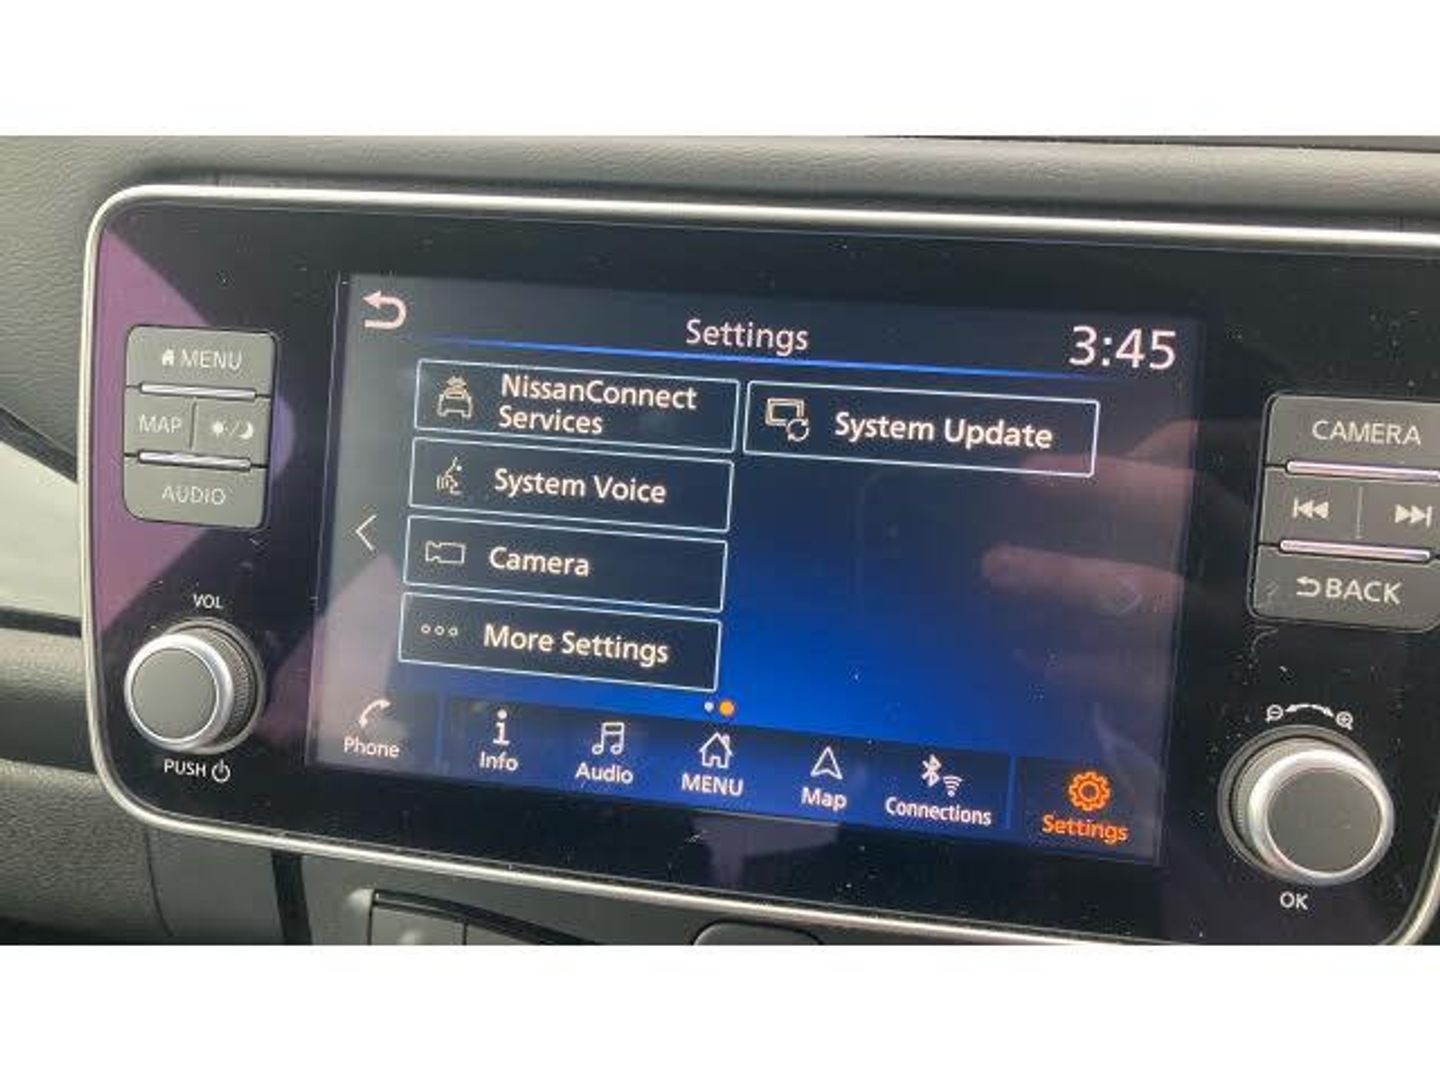 Settings
3:45
NissanConnect
Services
System Update
System Voice
Camera
More Settings
Phone
Info
Audio
MENU
Map
Connections
Settings
MENU
MAP
AUDIO
VOL
PUSH
CAMERA
BACK
OK